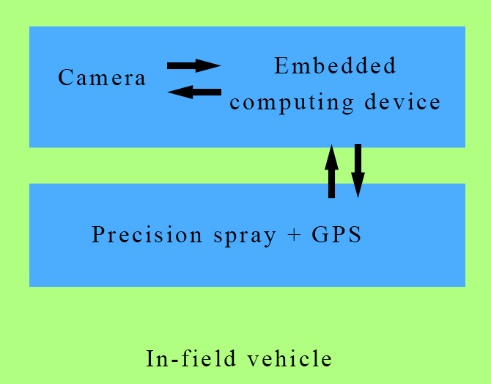 Camera
Embedded
computing device
Precision spray + GPS
In-field vehicle